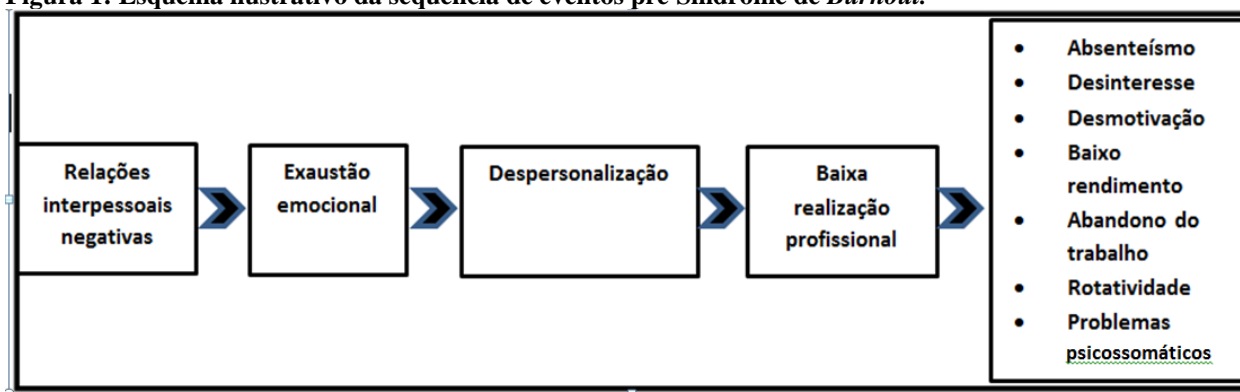 Figura 1: Esquema ilustrativo da sequência de eventos pré Síndrome de Burnout.
Relações
interpessoais
negativas
Exaustão
emocional
Despersonalização
Baixa
realização
profissional
• Absenteísmo
• Desinteresse
• Desmotivação
• Baixo
rendimento
• Abandono do
trabalho
• Rotatividade
• Problemas
psicossomáticos